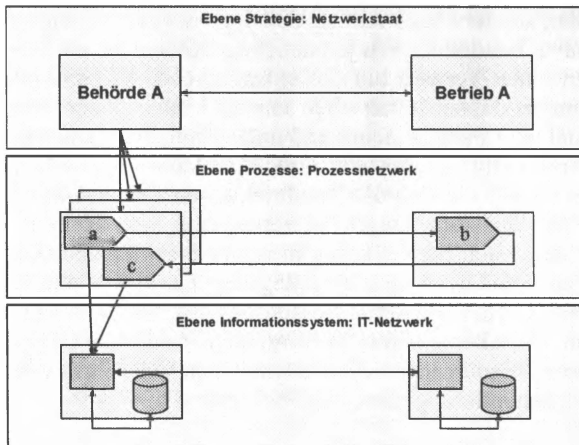 Ebene Strategie: Netzwerkstaat
Behörde A
Betrieb A
Ebene Prozesse: Prozessnetzwerk
a
b
c
Ebene Informationssystem: IT-Netzwerk